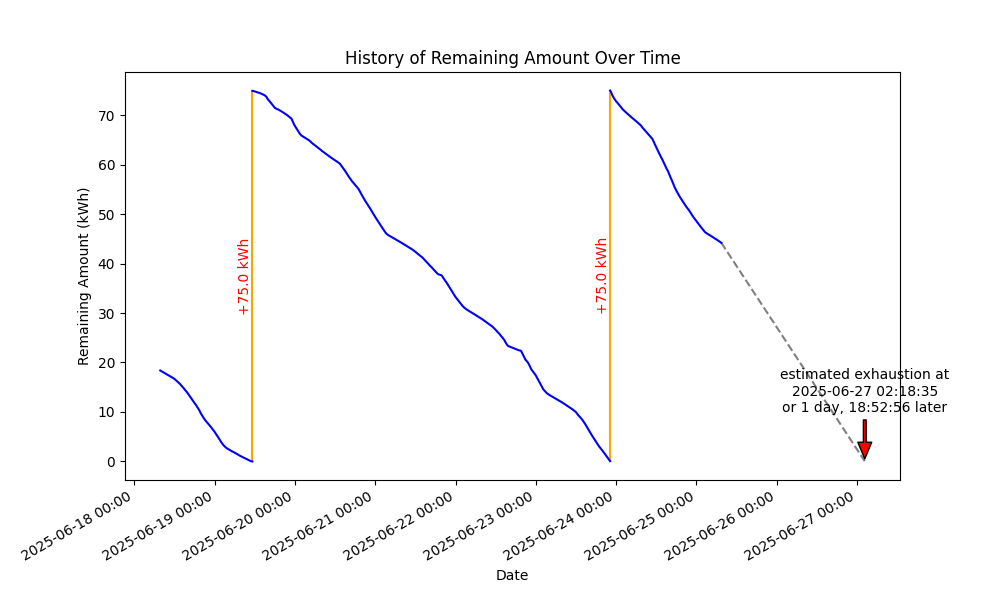 History of Remaining Amount Over Time
Remaining Amount (kWh)
70
60
50
40
30
20
10
0
+75.0 kWh
+75.0 kWh
estimated exhaustion at
2025-06-27 02:18:35
or 1 day, 18:52:56 later
2025-06-18 00:00
2025-06-19 00:00
2025-06-20 00:00
2025-06-21 00:00
2025-06-22 00:00
2025-06-23 00:00
2025-06-24 00:00
2025-06-25 00:00
2025-06-26 00:00
2025-06-27 00:00
Date